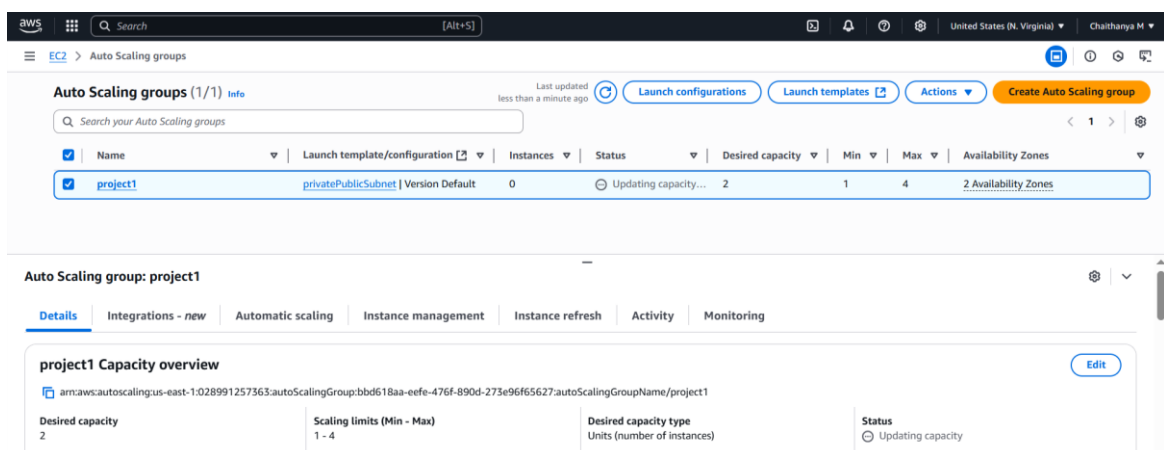 aws Search [Alt+S] United States (N. Virginia) Chaithanya M
EC2 > Auto Scaling groups
Auto Scaling groups (1/1) Info Last updated less than a minute ago Launch configurations Launch templates Actions Create Auto Scaling group
Search your Auto Scaling groups 1
Name Launch template/configuration Instances Status Desired capacity Min Max Availability Zones
project1 privatePublicSubnet | Version Default 0 Updating capacity... 2 1 4 2 Availability Zones
Auto Scaling group: project1
Details Integrations - new Automatic scaling Instance management Instance refresh Activity Monitoring
project1 Capacity overview Edit
arn:aws:autoscaling:us-east-1:028991257363:autoScalingGroup:bbd618aa-eefe-476f-890d-273e96f65627:autoScalingGroupName/project1
Desired capacity Scaling limits (Min - Max) Desired capacity type Status
2 1 - 4 Units (number of instances) Updating capacity